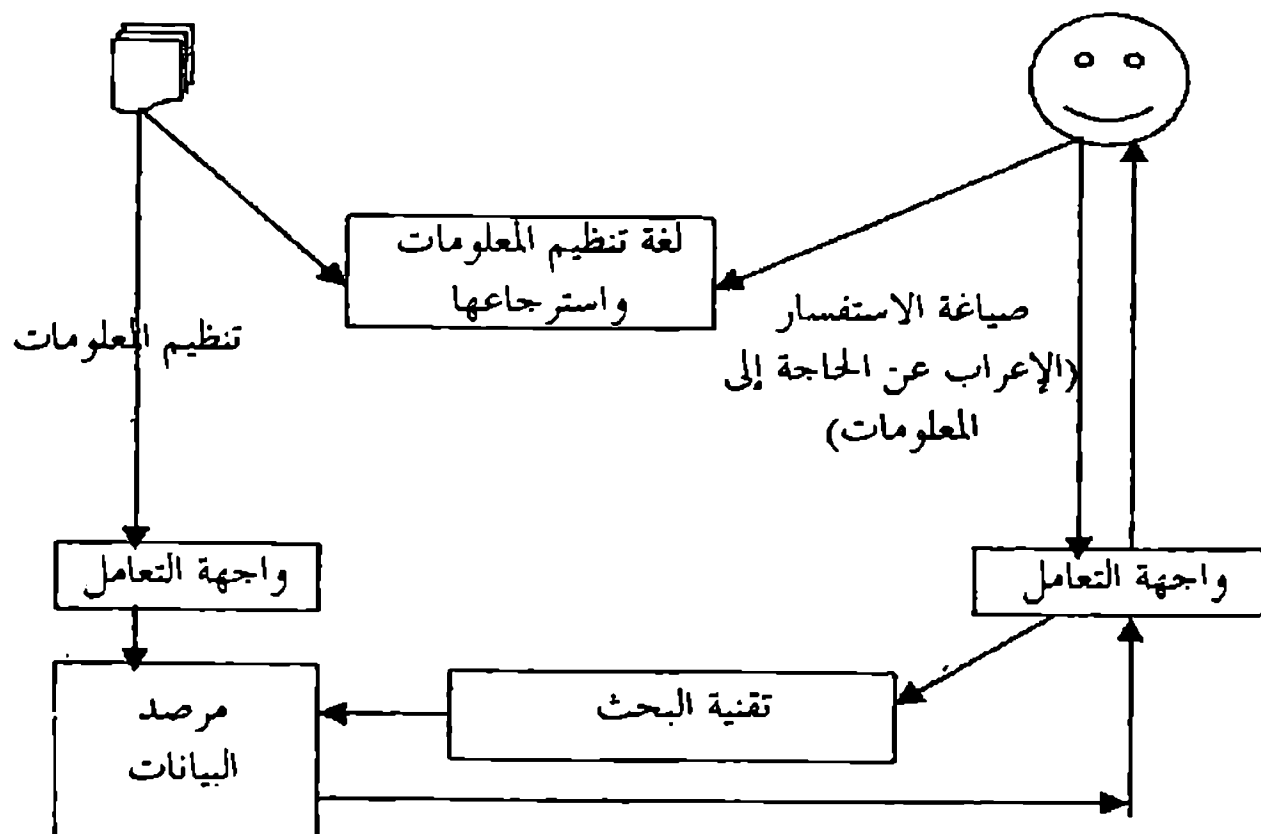 لغة تنظيم المعلومات
واسترجاعها
صياغة الاستفسار
(الإعراب عن الحاجة إلى
المعلومات)
تنظيم المعلومات
واجهة التعامل
واجهة التعامل
تقنية البحث
مرصد
البيانات